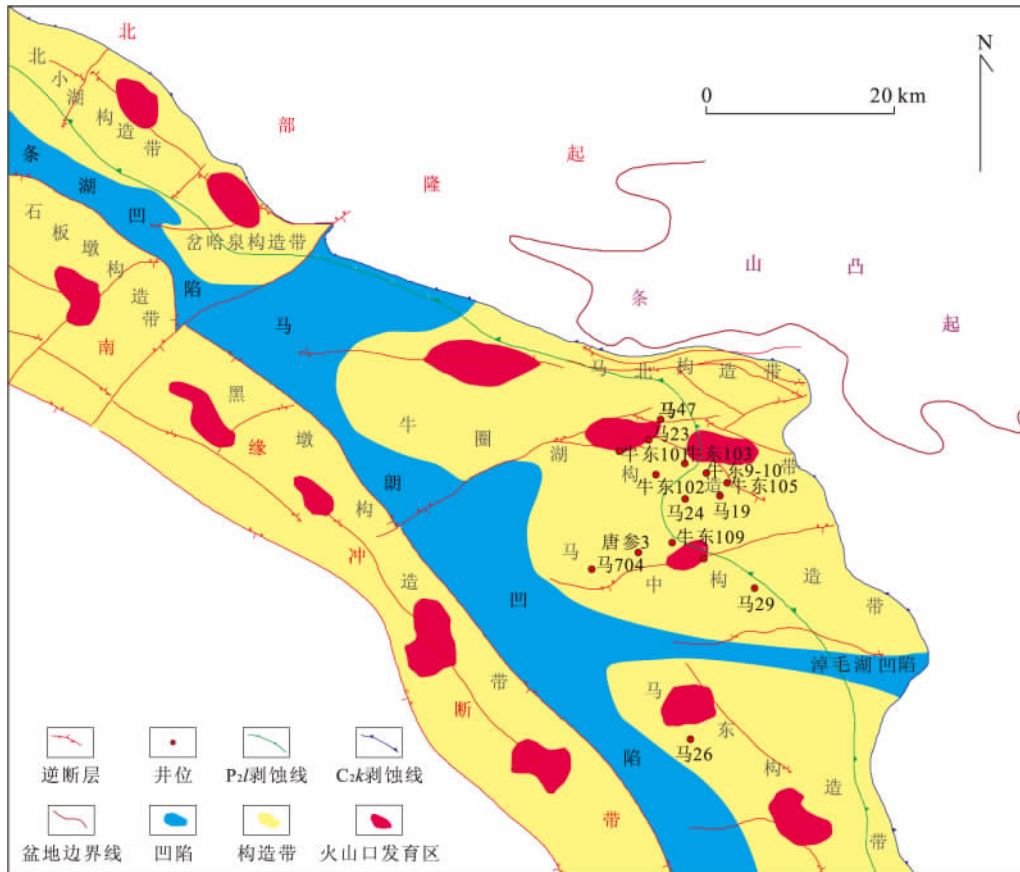 北部隆起
N
0 20 km
北小湖构造带
条湖凹陷
岔哈泉构造带
石板墩构造带
条山凸起
马北构造带
马朗凹陷
牛圈湖构造带
黑墩构造带
南缘冲断带
马47
马23
牛东101
牛东103
牛东9-10
牛东102
牛东105
马24
马19
牛东109
唐参3
马704
马中构造带
马29
淖毛湖凹陷
马东构造带
马26
逆断层
井位
P₂l剥蚀线
C₂k剥蚀线
盆地边界线
凹陷
构造带
火山口发育区